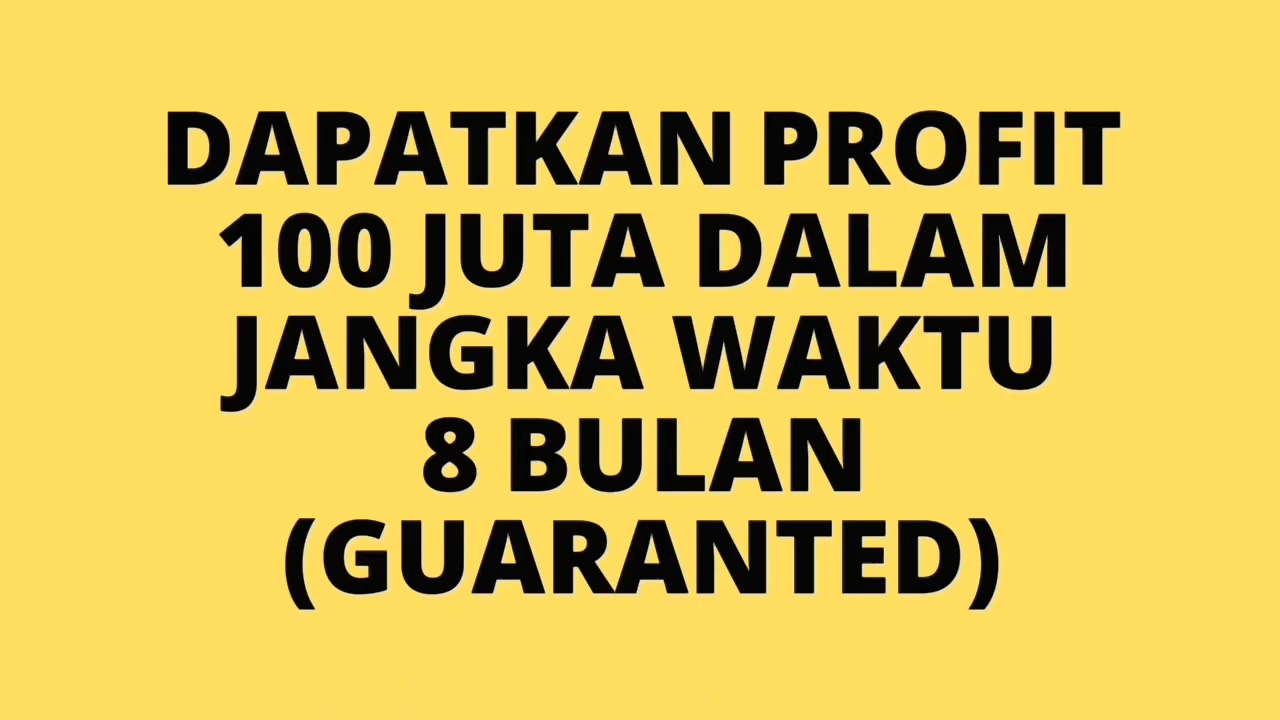 DAPATKAN PROFIT
100 JUTA DALAM
JANGKA WAKTU
8 BULAN
(GUARANTED)